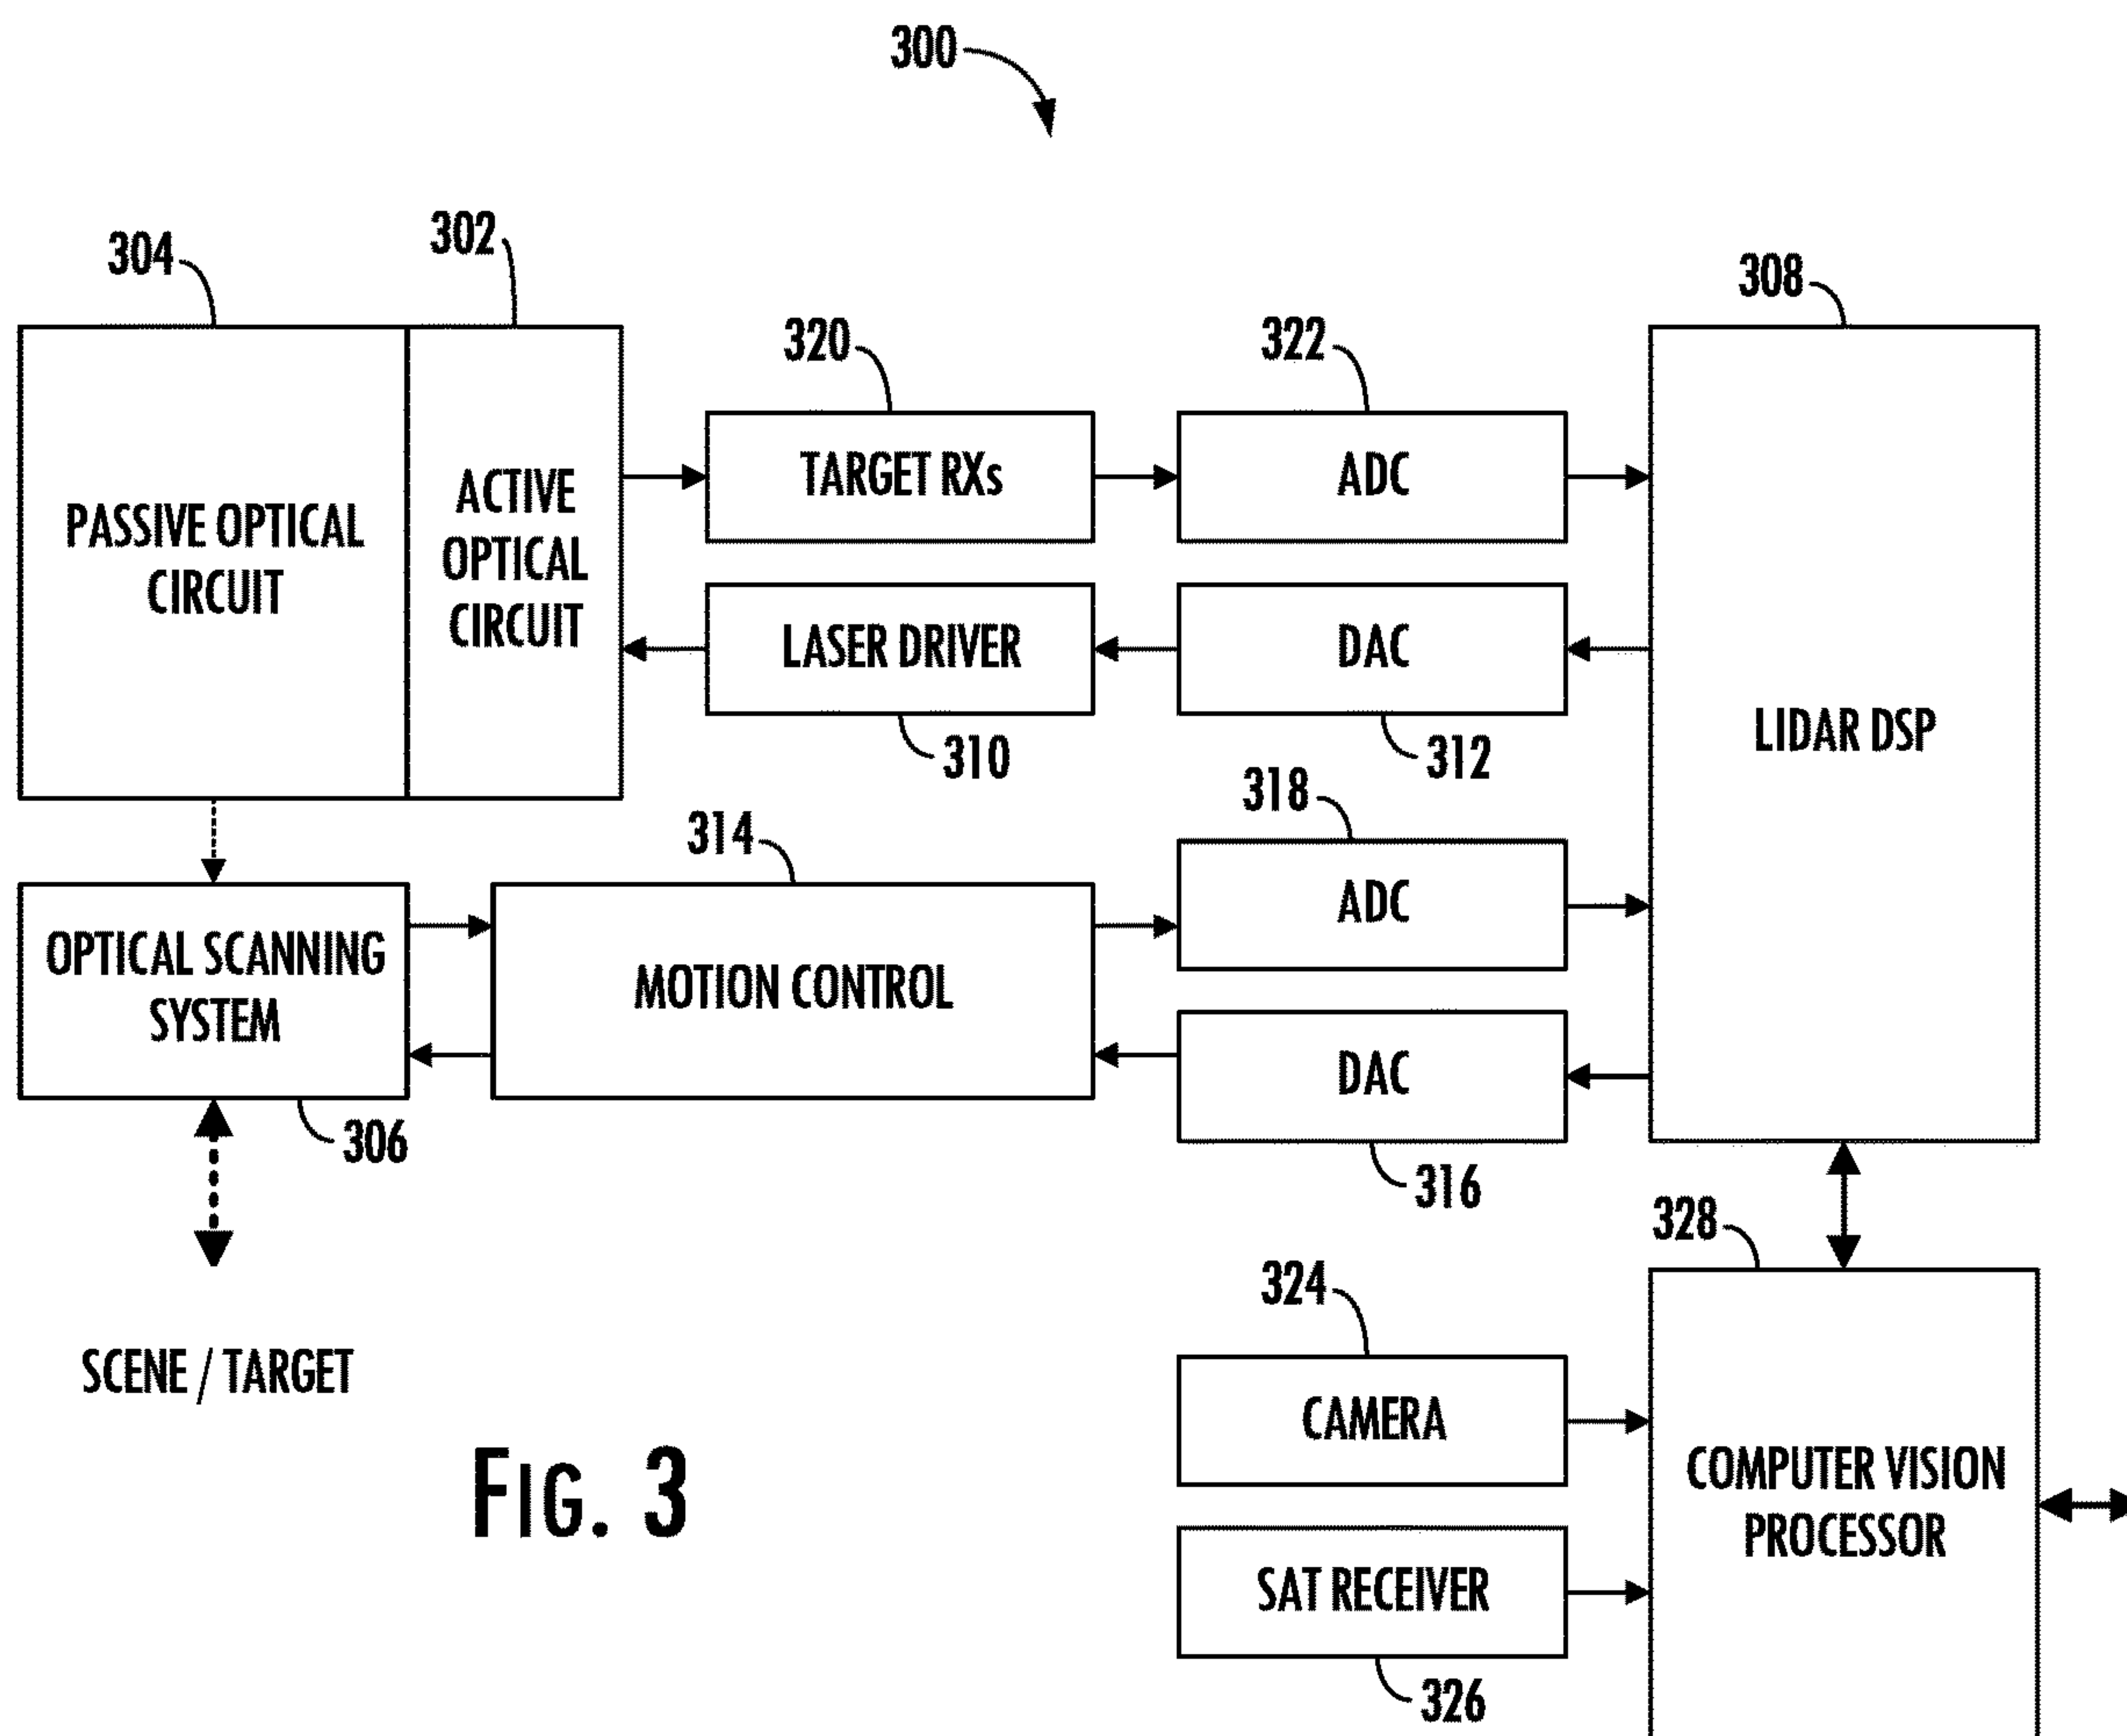 300
304
302
320
322
308
PASSIVE OPTICAL
CIRCUIT
ACTIVE
OPTICAL
CIRCUIT
TARGET RXs
ADC
LASER DRIVER
DAC
LIDAR DSP
310
312
314
318
OPTICAL SCANNING
SYSTEM
MOTION CONTROL
ADC
DAC
306
316
328
324
SCENE / TARGET
CAMERA
COMPUTER VISION
PROCESSOR
SAT RECEIVER
326
FIG. 3